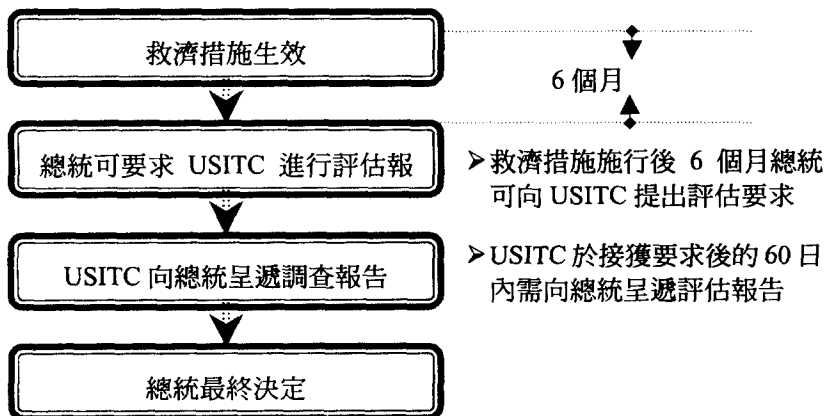 救濟措施生效
6 個月
總統可要求 USITC 進行評估報
➢救濟措施施行後 6 個月總統
可向 USITC 提出評估要求
USITC 向總統呈遞調查報告
➢USITC 於接獲要求後的 60 日
內需向總統呈遞評估報告
總統最終決定